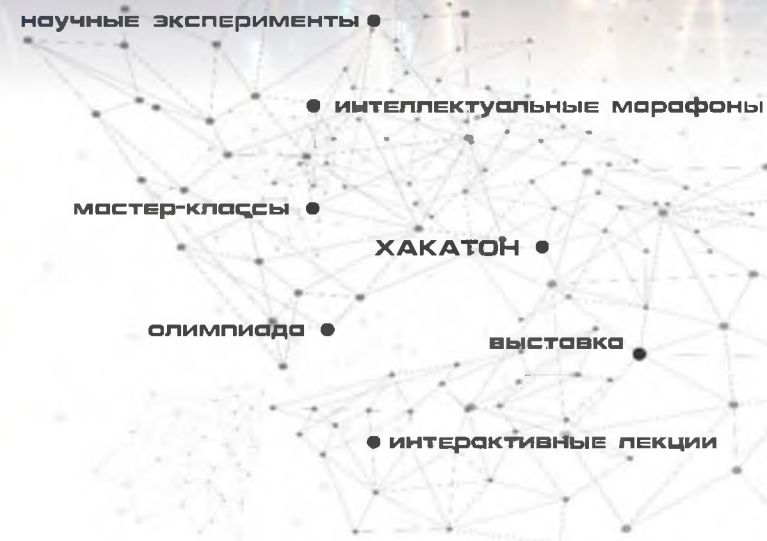 научные эксперименты
интеллектуальные марафоны
мастер-классы
ХАКАТОН
олимпиада
выставка
интерактивные лекции